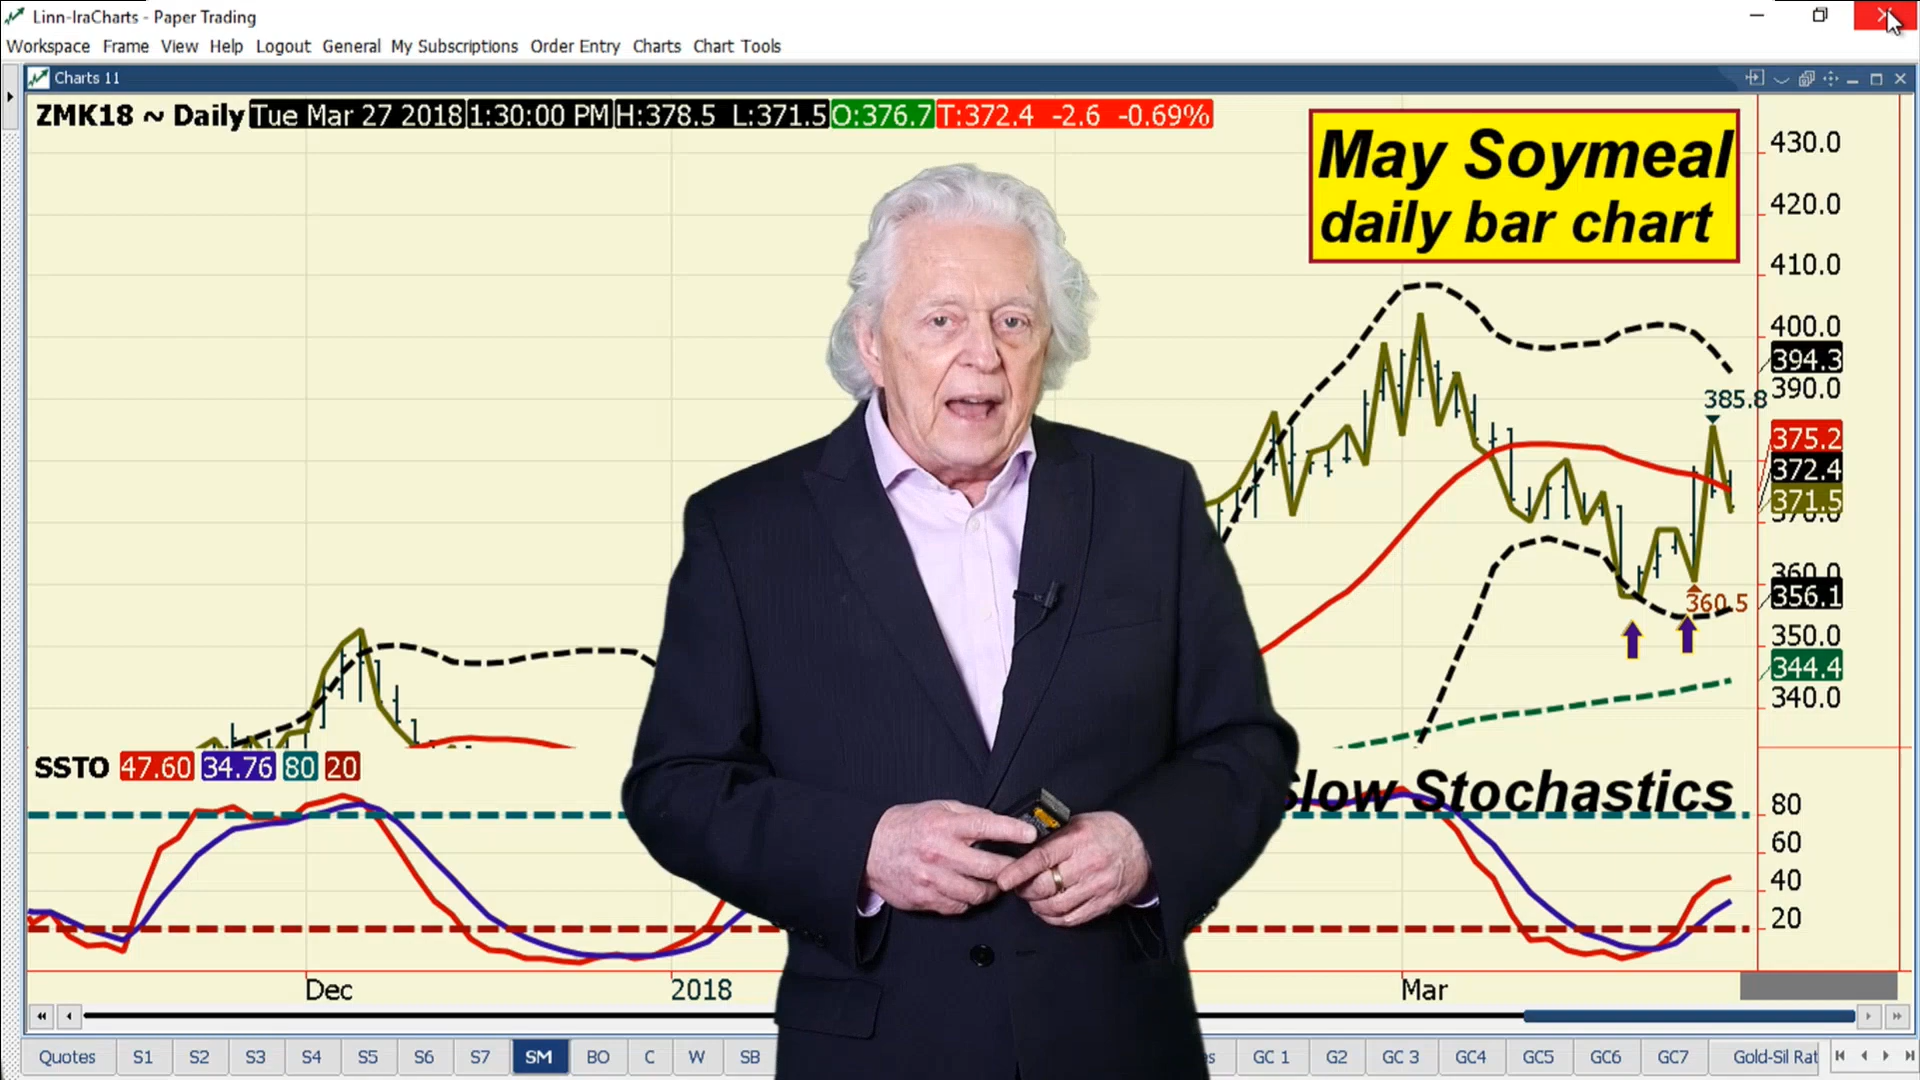 Linn-IraCharts - Paper Trading
Workspace Frame View Help Logout General My Subscriptions Order Entry Charts Chart Tools
Charts 11
ZMK18 ~ Daily Tue Mar 27 2018 1:30:00 PM H:378.5 L:371.5 O:376.7 T:372.4 -2.6 -0.69%
May Soymeal
daily bar chart
430.0
420.0
410.0
400.0
394.3
390.0
385.8
375.2
372.4
371.5
370.0
360.0
356.1
360.5
350.0
344.4
340.0
SSTO 47.60 34.76 80 20
Slow Stochastics
80
60
40
20
Dec 2018 Mar
Quotes S1 S2 S3 S4 S5 S6 S7 SM BO C W SB GC 1 G2 GC 3 GC4 GC5 GC6 GC7 Gold-Sil Rat